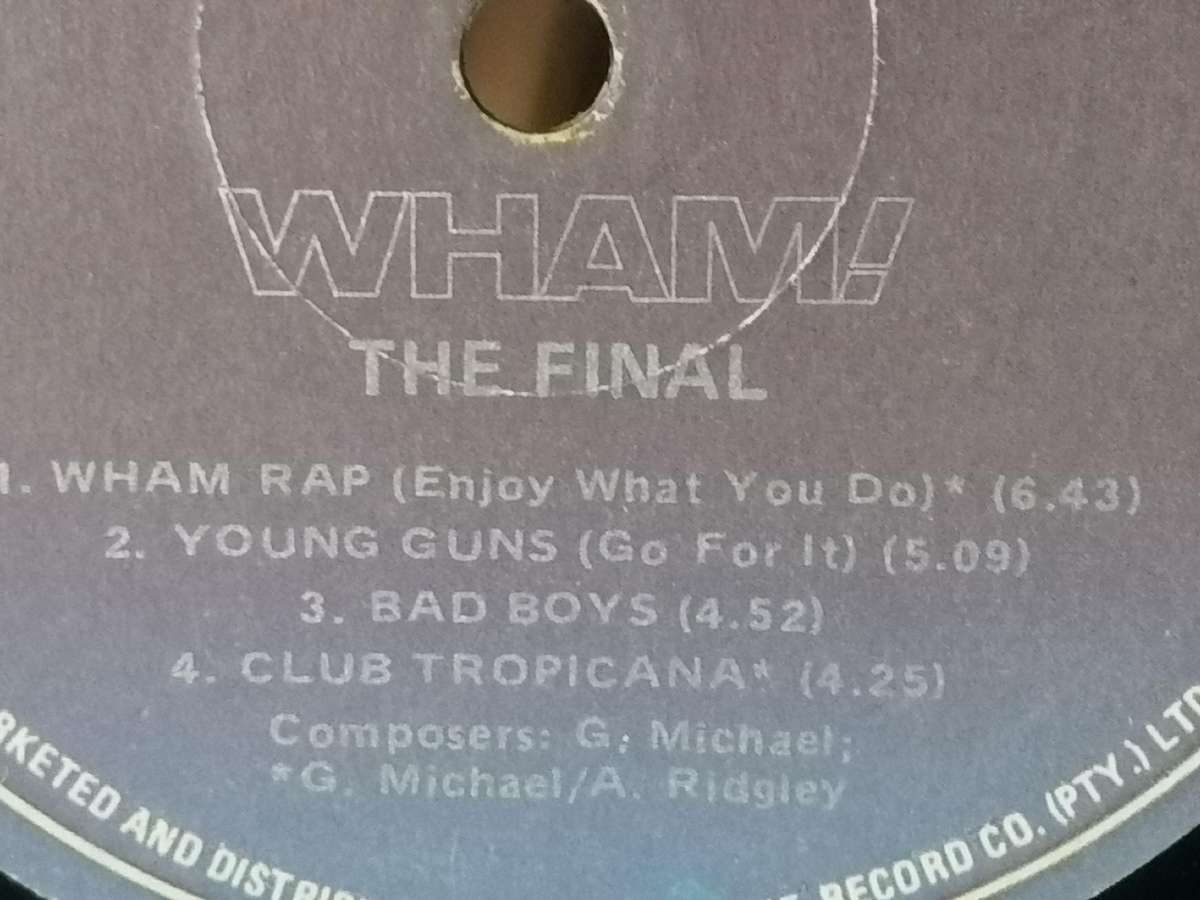 WHAM!
THE FINAL
1. WHAM RAP (Enjoy What You Do)* (6.43)
2. YOUNG GUNS (Go For It) (5.09)
3. BAD BOYS (4.52)
4. CLUB TROPICANA* (4.25)
Composers: G. Michael;
*G. Michael/A. Ridgley
RKETED AND DISTRI
RECORD CO. (PTY.) LTD